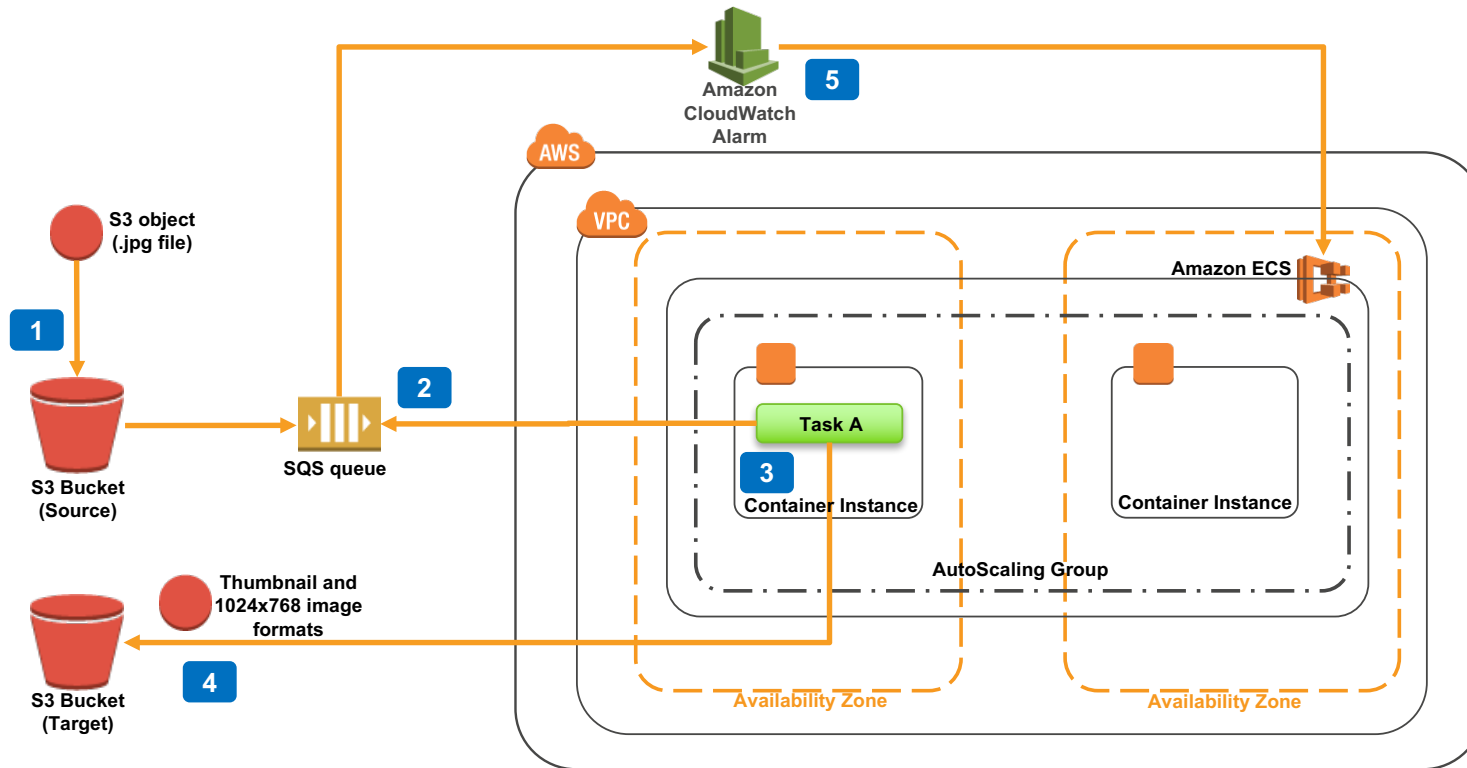 5
Amazon
CloudWatch
Alarm
AWS
VPC
S3 object
(.jpg file)
Amazon ECS
1
2
Task A
SQS queue
3
S3 Bucket
(Source)
Container Instance
Container Instance
AutoScaling Group
Thumbnail and
1024x768 image
formats
4
S3 Bucket
(Target)
Availability Zone
Availability Zone